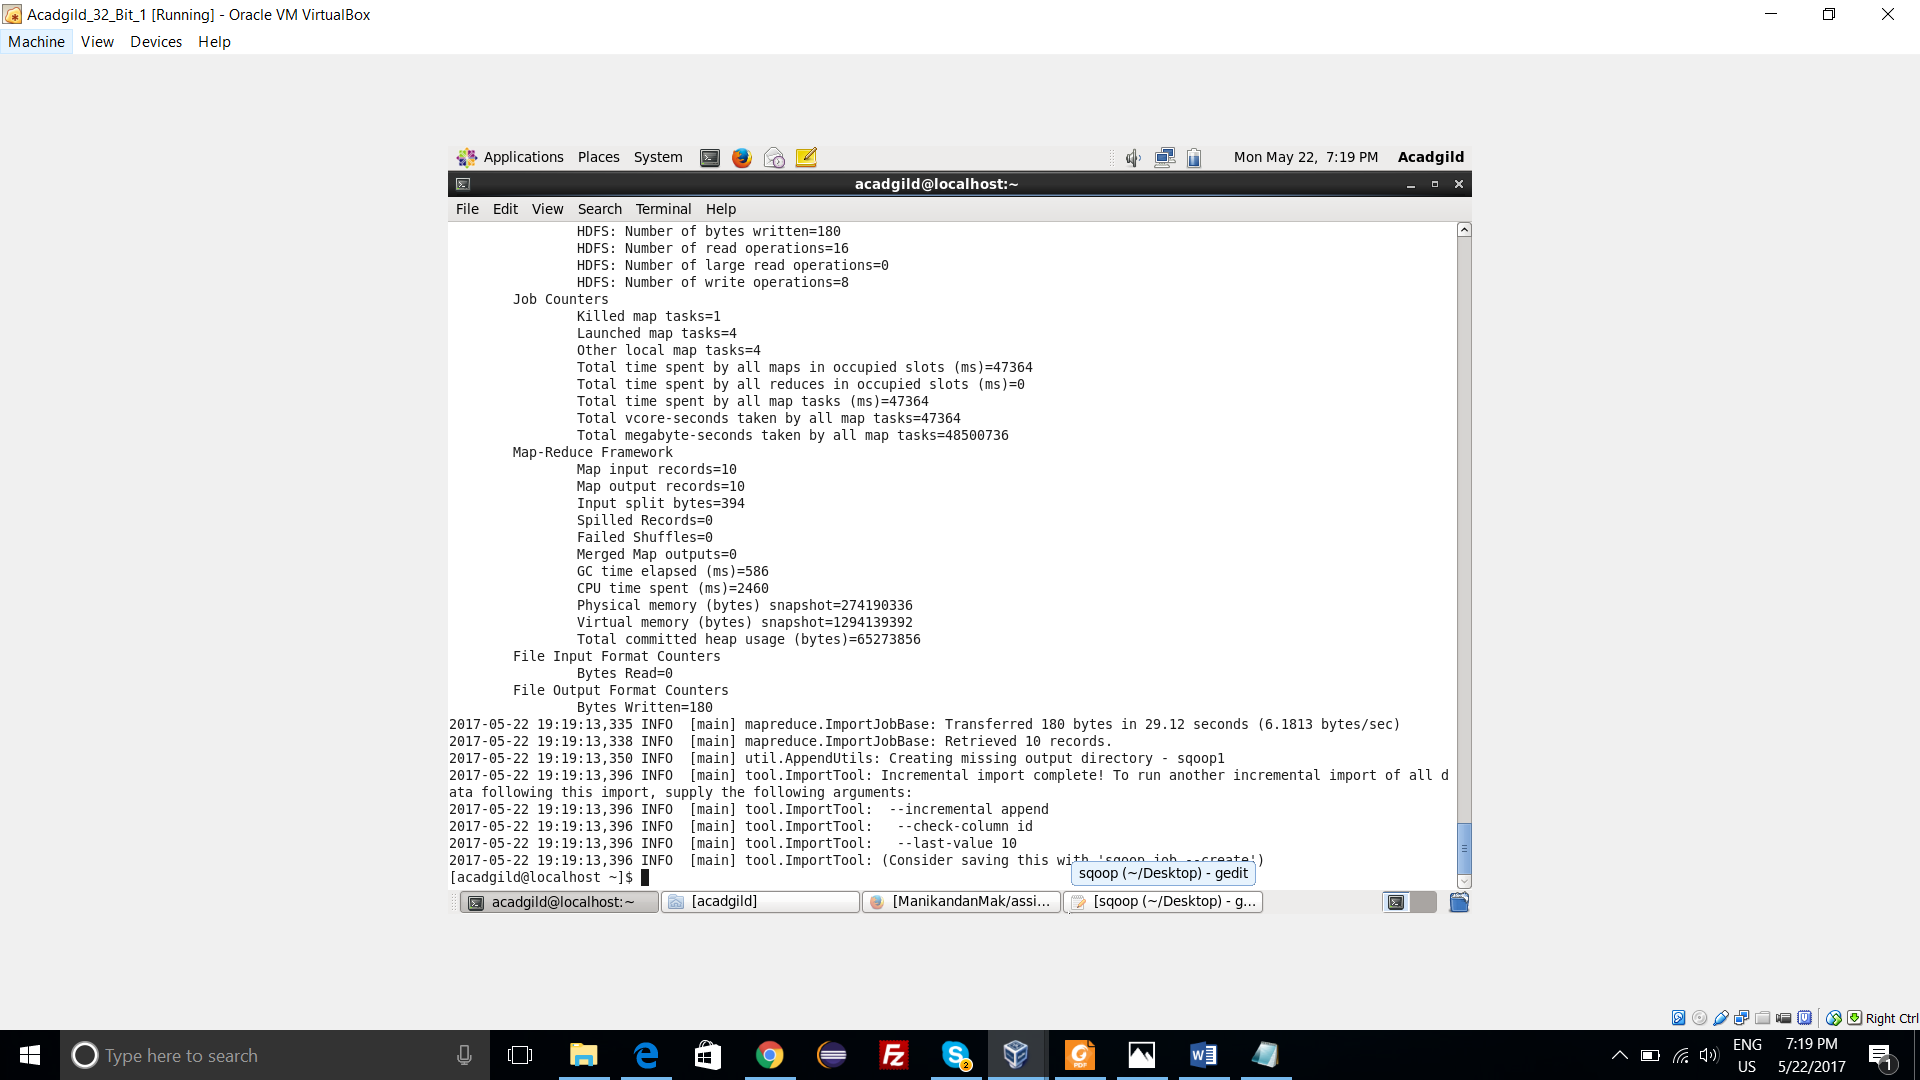 Acadgild_32_Bit_1 [Running] - Oracle VM VirtualBox
Machine View Devices Help
Applications Places System Mon May 22, 7:19 PM Acadgild
acadgild@localhost:~
File Edit View Search Terminal Help
HDFS: Number of bytes written=180
HDFS: Number of read operations=16
HDFS: Number of large read operations=0
HDFS: Number of write operations=8
Job Counters
Killed map tasks=1
Launched map tasks=4
Other local map tasks=4
Total time spent by all maps in occupied slots (ms)=47364
Total time spent by all reduces in occupied slots (ms)=0
Total time spent by all map tasks (ms)=47364
Total vcore-seconds taken by all map tasks=47364
Total megabyte-seconds taken by all map tasks=48500736
Map-Reduce Framework
Map input records=10
Map output records=10
Input split bytes=394
Spilled Records=0
Failed Shuffles=0
Merged Map outputs=0
GC time elapsed (ms)=586
CPU time spent (ms)=2460
Physical memory (bytes) snapshot=274190336
Virtual memory (bytes) snapshot=1294139392
Total committed heap usage (bytes)=65273856
File Input Format Counters
Bytes Read=0
File Output Format Counters
Bytes Written=180
2017-05-22 19:19:13,335 INFO  [main] mapreduce.ImportJobBase: Transferred 180 bytes in 29.12 seconds (6.1813 bytes/sec)
2017-05-22 19:19:13,338 INFO  [main] mapreduce.ImportJobBase: Retrieved 10 records.
2017-05-22 19:19:13,350 INFO  [main] util.AppendUtils: Creating missing output directory - sqoop1
2017-05-22 19:19:13,396 INFO  [main] tool.ImportTool: Incremental import complete! To run another incremental import of all d
ata following this import, supply the following arguments:
2017-05-22 19:19:13,396 INFO  [main] tool.ImportTool:  --incremental append
2017-05-22 19:19:13,396 INFO  [main] tool.ImportTool:   --check-column id
2017-05-22 19:19:13,396 INFO  [main] tool.ImportTool:   --last-value 10
2017-05-22 19:19:13,396 INFO  [main] tool.ImportTool: (Consider saving this with 'sqoop job --create')
[acadgild@localhost ~]$
sqoop (~/Desktop) - gedit
acadgild@localhost:~ [acadgild] [ManikandanMak/assi... [sqoop (~/Desktop) - g...
Right Ctrl
Type here to search
2
ENG
US
7:19 PM
5/22/2017
1